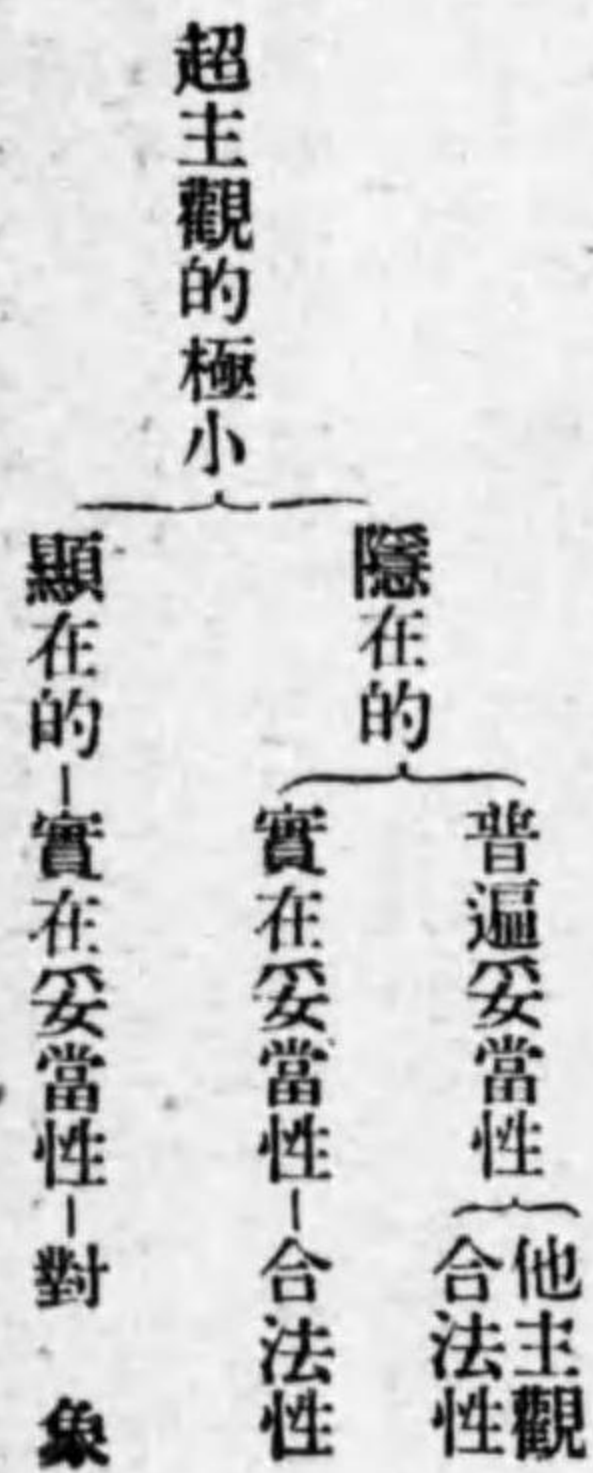 超主觀的極小
隱在的
普遍妥當性
他主觀
合法性
實在妥當性—合法性
顯在的—實在妥當性—對象